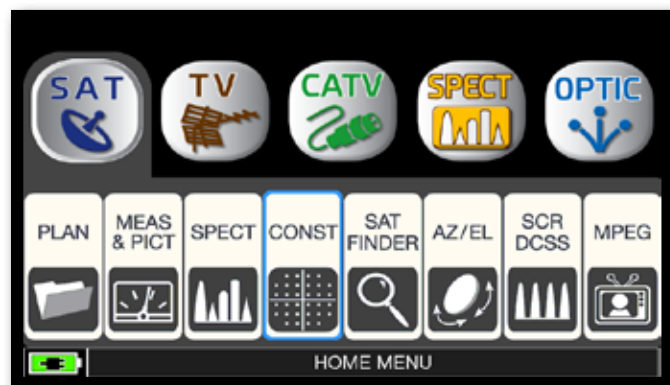 SAT
TV
CATV
SPECT
OPTIC
PLAN
MEAS
& PICT
SPECT
CONST
SAT
FINDER
AZ/EL
SCR
DCSS
MPEG
HOME MENU